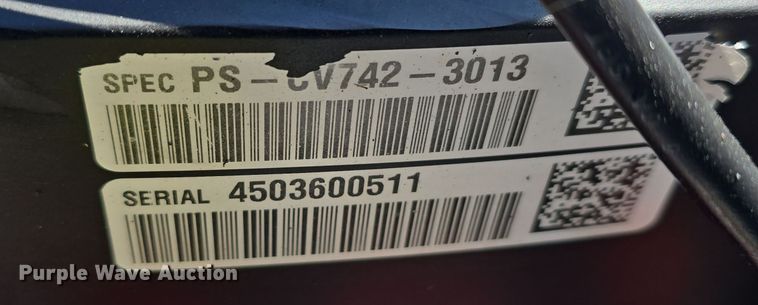 SPEC PS-CV742-3013
SERIAL 4503600511
Purple Wave Auction